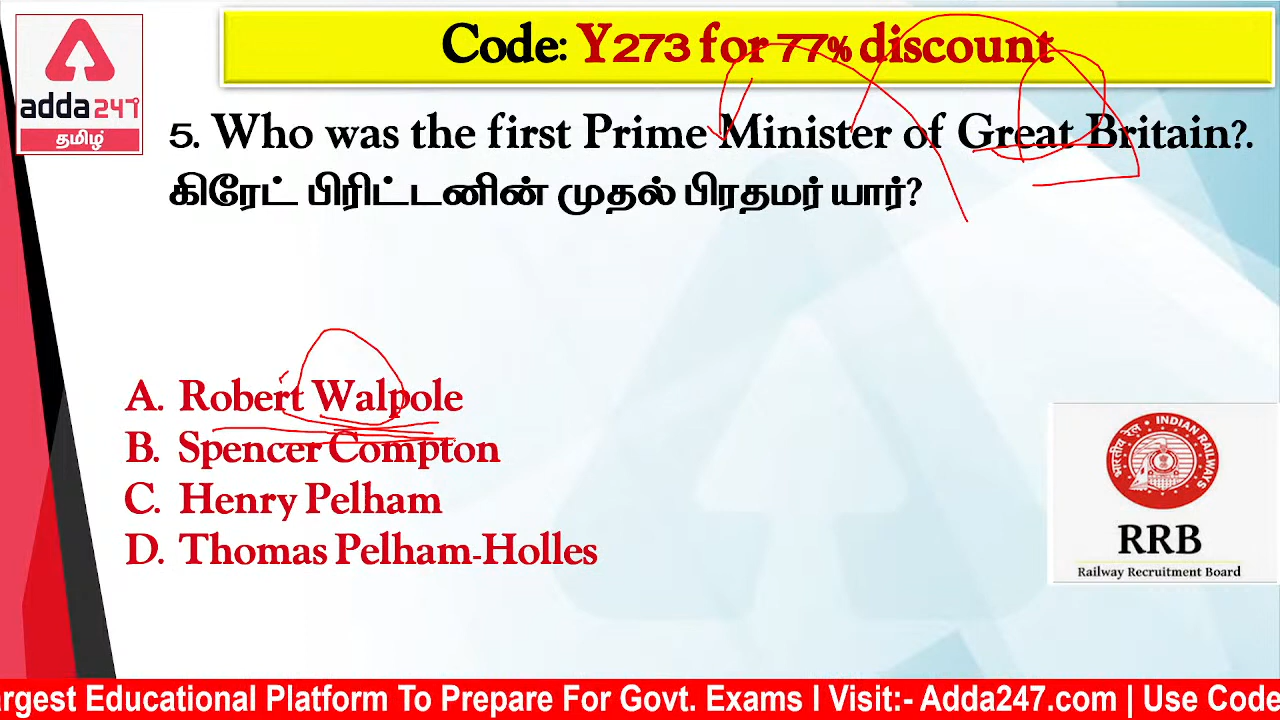 Code: Y273 for 77% discount
adda247
தமிழ்
5. Who was the first Prime Minister of Great Britain?.
கிரேட் பிரிட்டனின் முதல் பிரதமர் யார்?
A. Robert Walpole
B. Spencer Compton
C. Henry Pelham
D. Thomas Pelham-Holles
भारतीय रेल INDIAN RAILWAYS
RRB
Railway Recruitment Board
argest Educational Platform To Prepare For Govt. Exams I Visit:- Adda247.com | Use Code